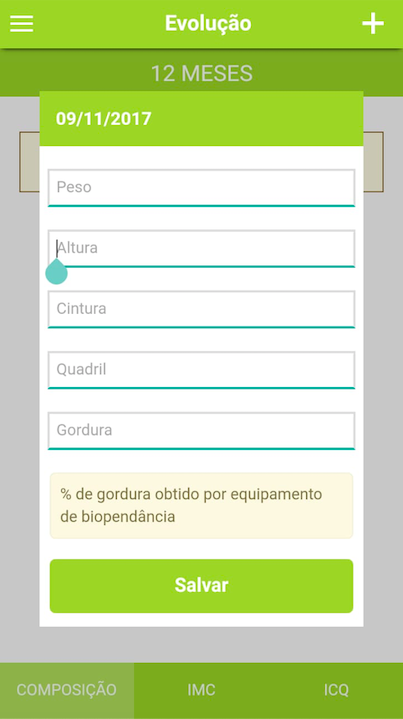 Evolução
12 MESES
09/11/2017
Peso
Altura
Cintura
Quadril
Gordura
% de gordura obtido por equipamento
de biopendância
Salvar
COMPOSIÇÃO IMC ICQ